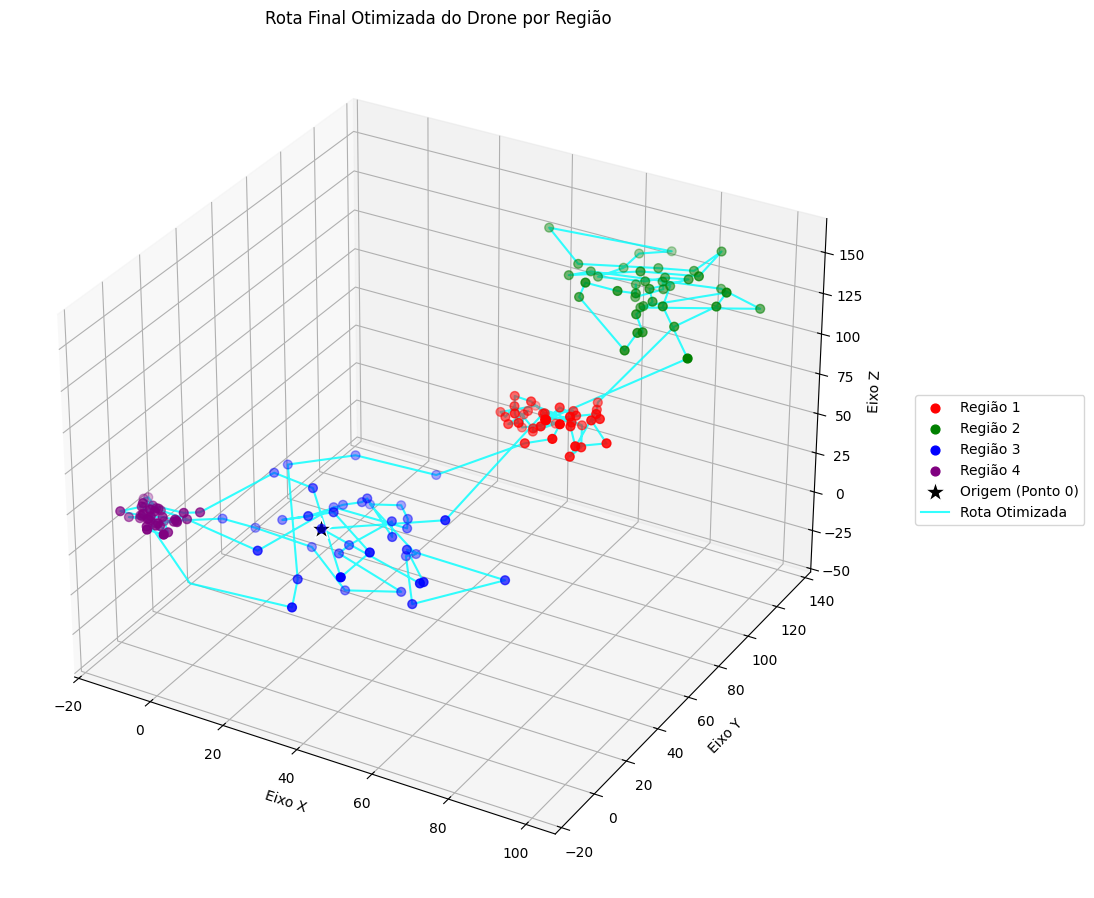 Rota Final Otimizada do Drone por Região
150
125
100
75
50
25
0
−25
−50
Eixo Z
Região 1
Região 2
Região 3
Região 4
Origem (Ponto 0)
Rota Otimizada
140
120
100
80
60
40
20
0
−20
Eixo Y
−20
0
20
40
60
80
100
Eixo X